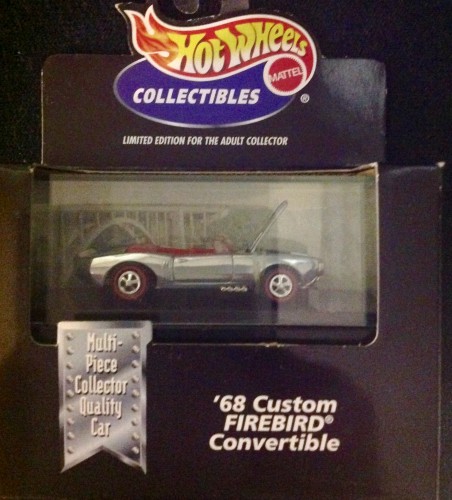 HOT WHEELS
MATTEL
COLLECTIBLES ®
LIMITED EDITION FOR THE ADULT COLLECTOR
Multi-
Piece
Collector
Quality
Car
'68 Custom
FIREBIRD®
Convertible